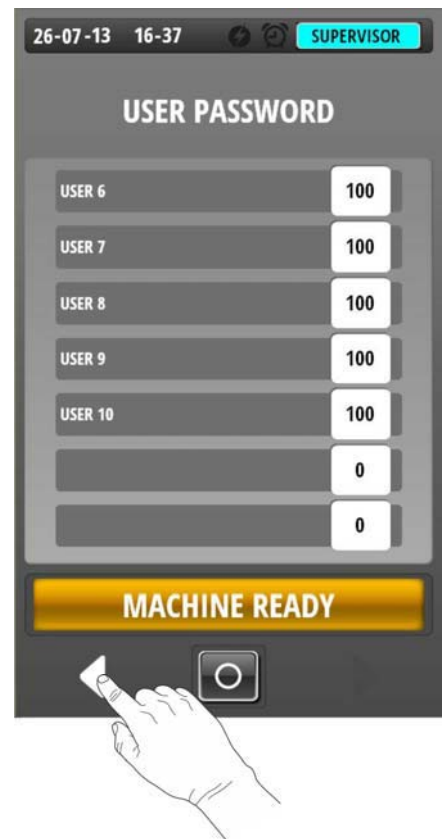 26-07-13 16-37 SUPERVISOR
USER PASSWORD
USER 6 100
USER 7 100
USER 8 100
USER 9 100
USER 10 100
0
0
MACHINE READY